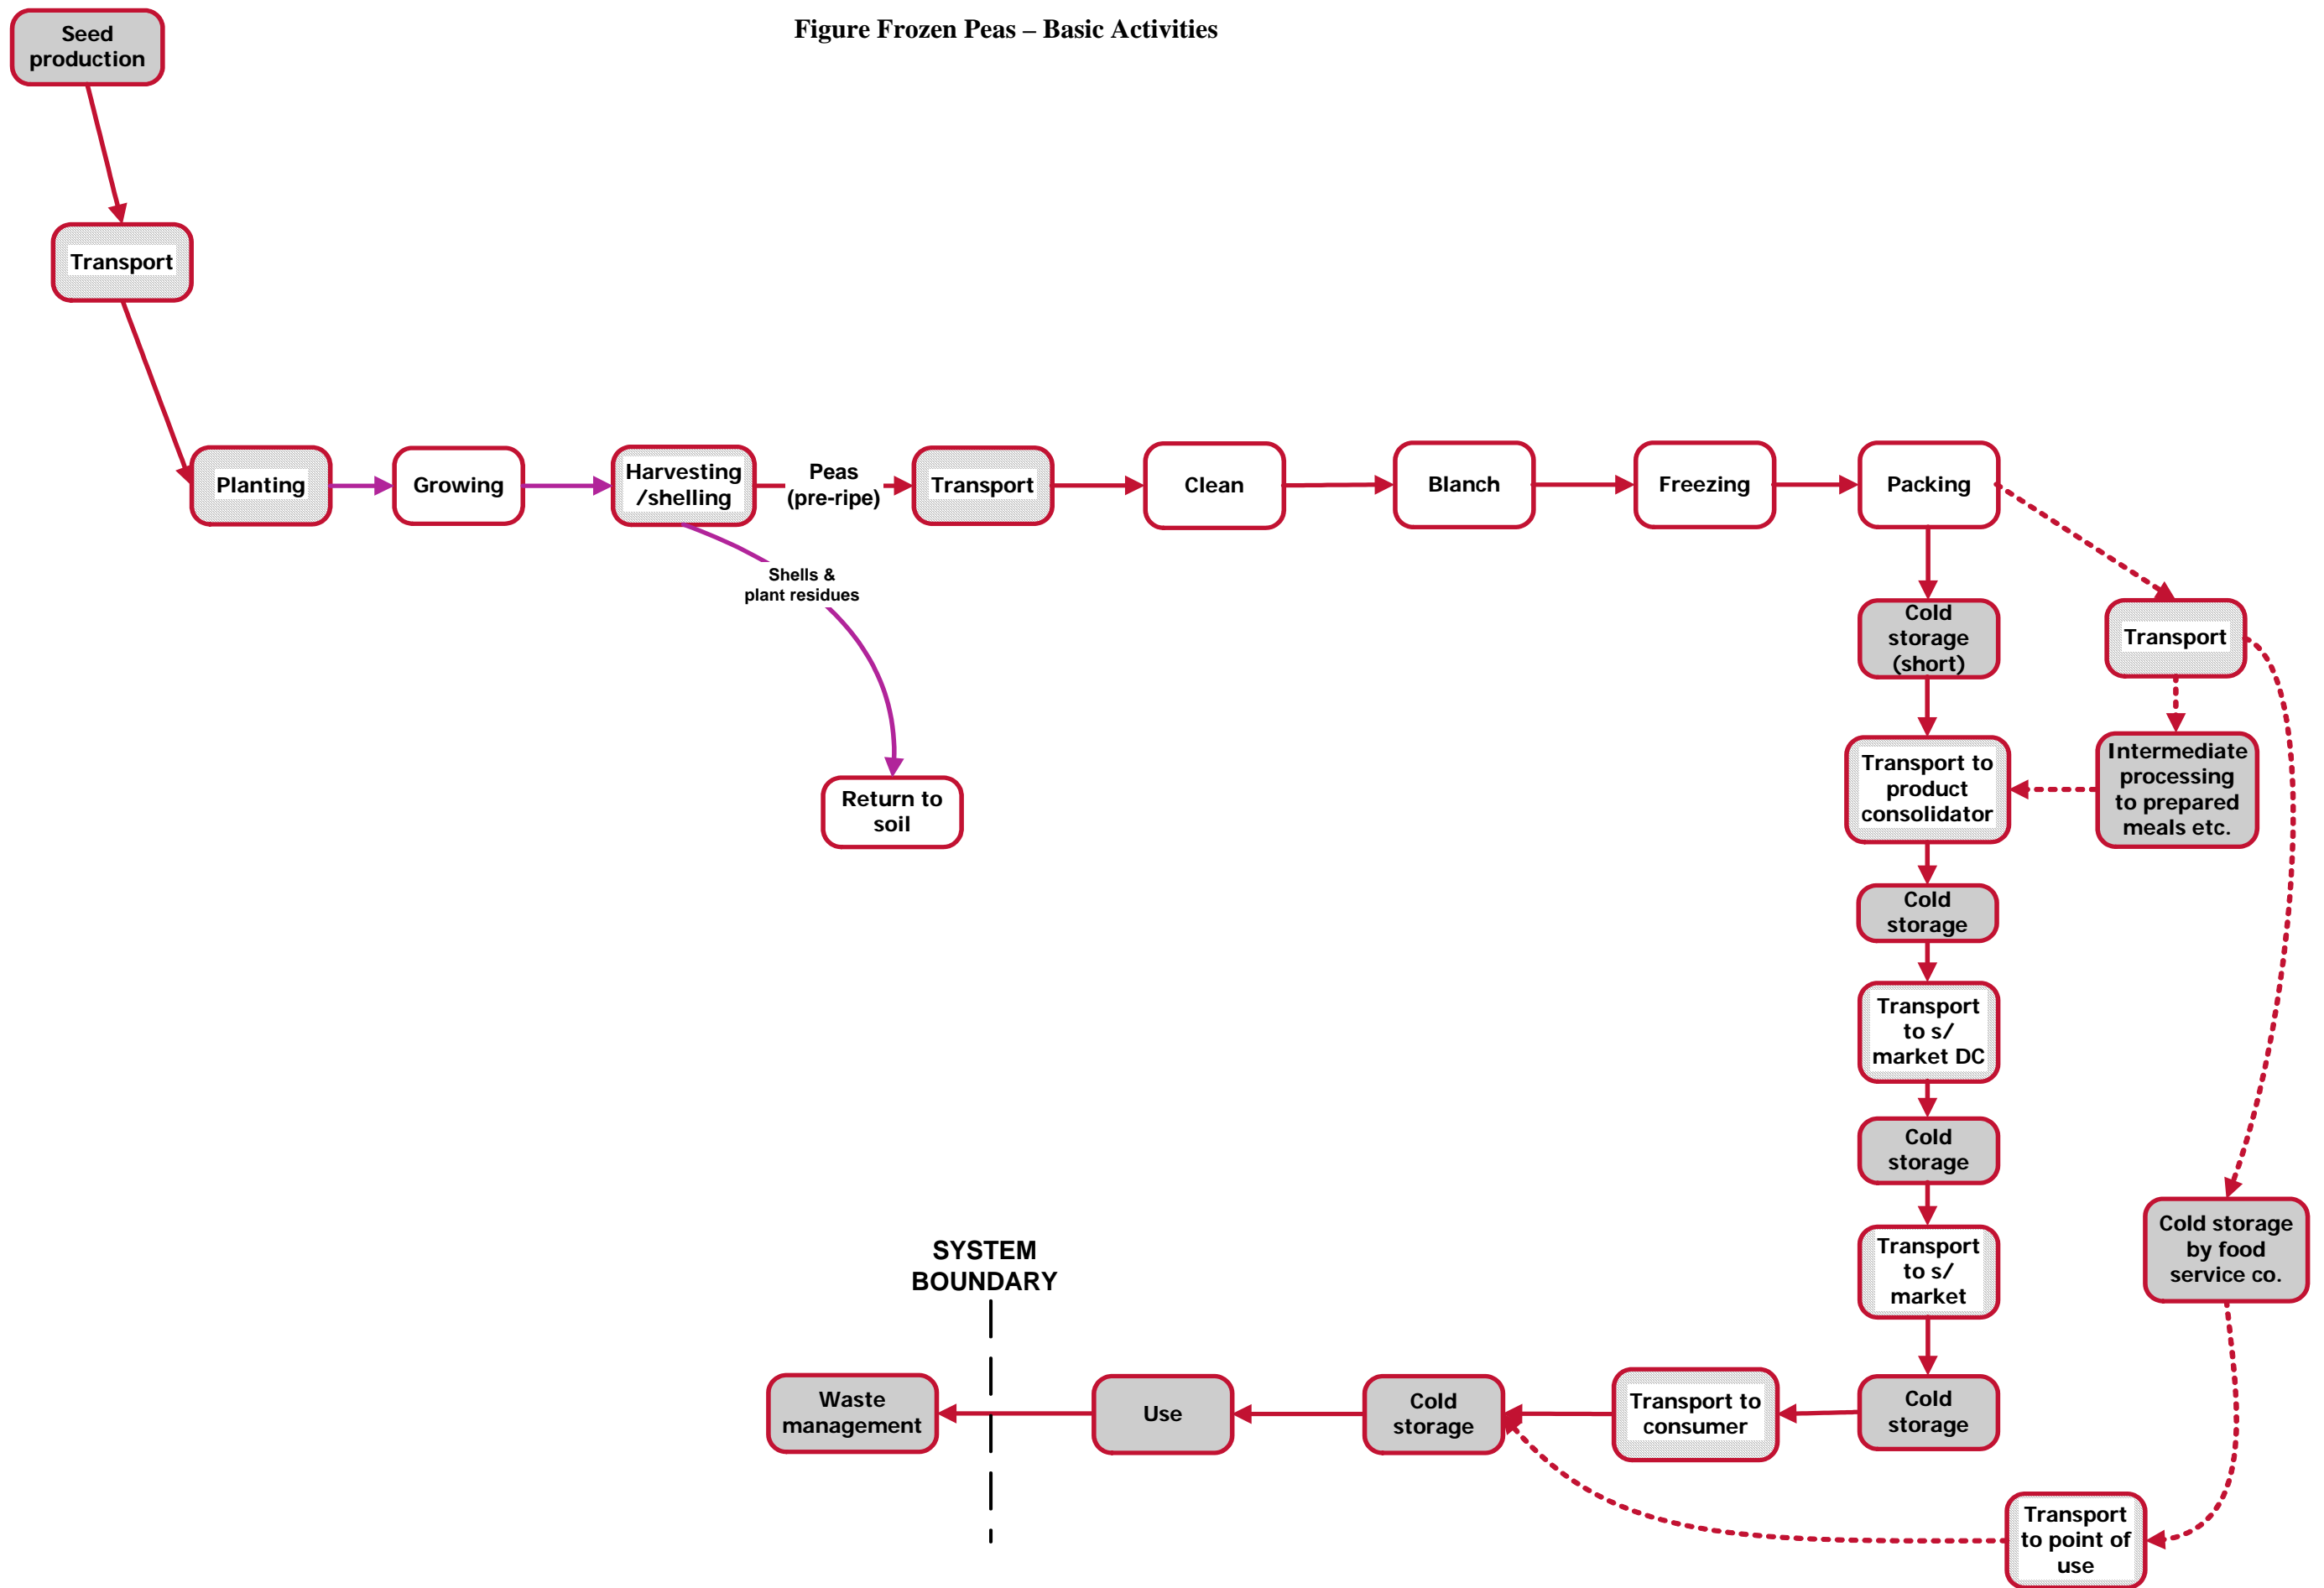 Figure Frozen Peas – Basic Activities
Seed
production
Transport
Planting
Growing
Harvesting
/shelling
Peas
(pre-ripe)
Transport
Clean
Blanch
Freezing
Packing
Shells &
plant residues
Return to
soil
Cold
storage
(short)
Transport
Transport to
product
consolidator
Intermediate
processing
to prepared
meals etc.
Cold
storage
Transport
to s/
market DC
Cold
storage
Transport
to s/
market
Cold storage
by food
service co.
SYSTEM
BOUNDARY
Waste
management
Use
Cold
storage
Transport to
consumer
Cold
storage
Transport
to point of
use